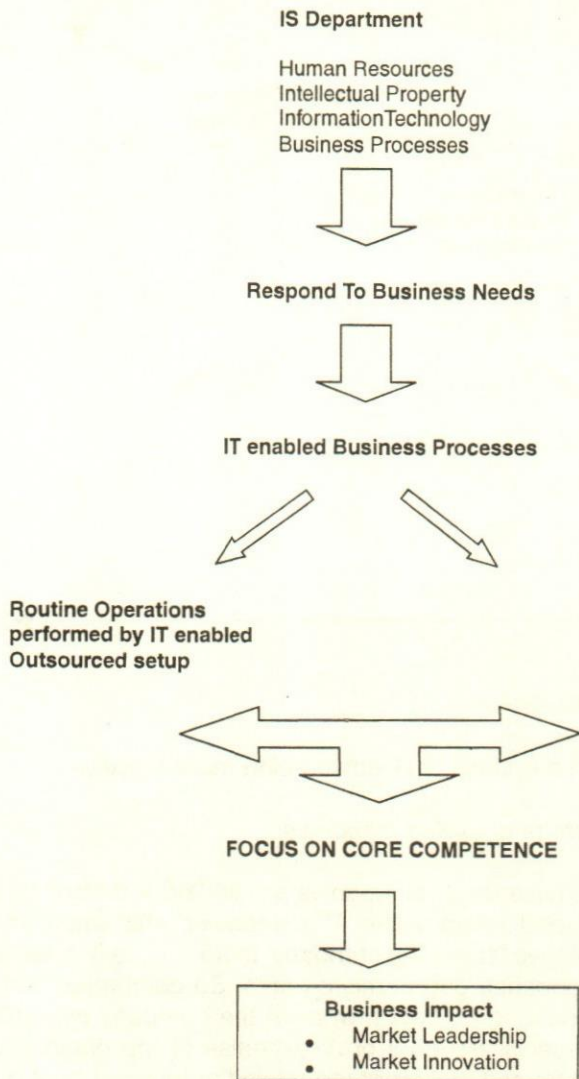 IS Department
Human Resources
Intellectual Property
InformationTechnology
Business Processes
Respond To Business Needs
IT enabled Business Processes
Routine Operations
performed by IT enabled
Outsourced setup
FOCUS ON CORE COMPETENCE
Business Impact
• Market Leadership
• Market Innovation